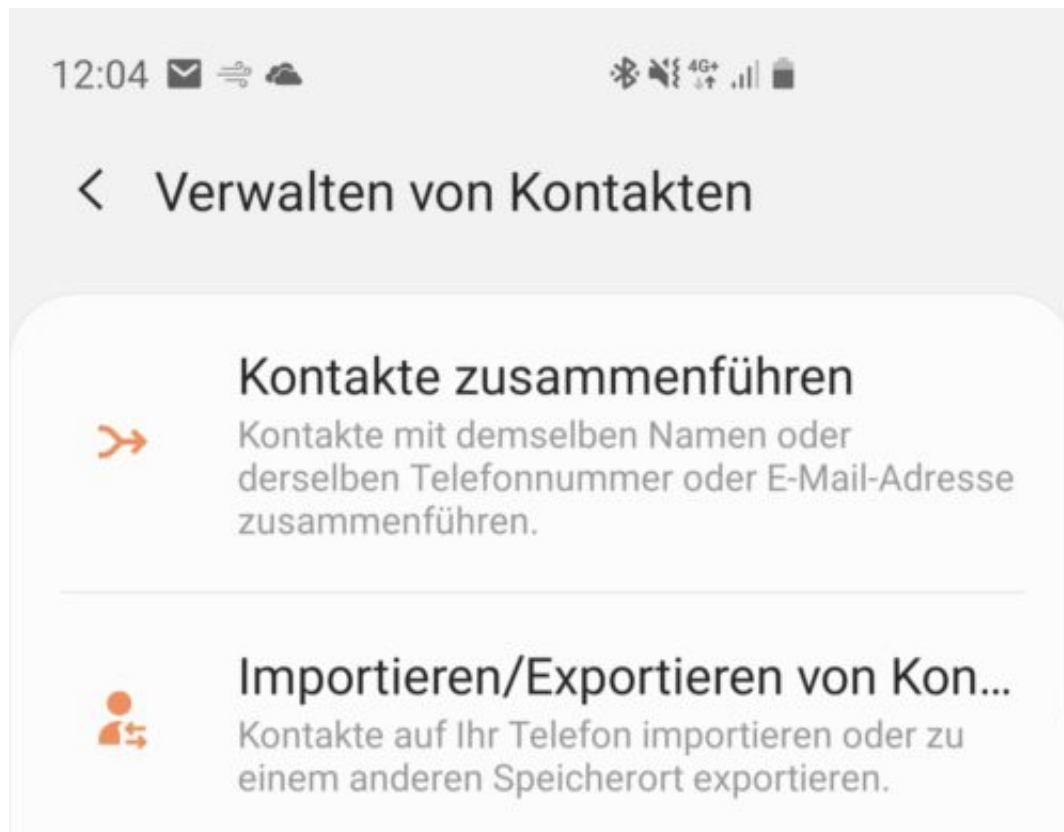 12:04
4G+
Verwalten von Kontakten
Kontakte zusammenführen
Kontakte mit demselben Namen oder
derselben Telefonnummer oder E-Mail-Adresse
zusammenführen.
Importieren/Exportieren von Kon...
Kontakte auf Ihr Telefon importieren oder zu
einem anderen Speicherort exportieren.